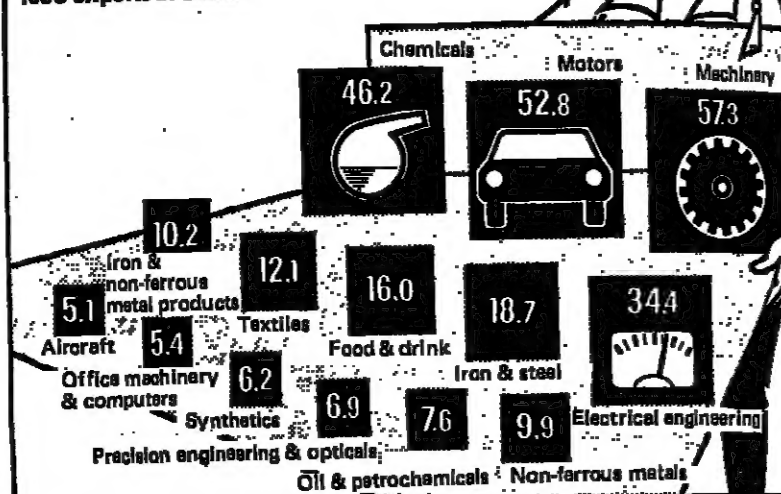 Chemicals
Motors
Machinery
46.2
52.8
57.3
10.2
Iron &
non-ferrous
metal products
12.1
Textiles
16.0
Food & drink
18.7
Iron & steel
34.4
Electrical engineering
5.1
Aircraft
5.4
Office machinery
& computers
6.2
Synthetics
6.9
Precision engineering & opticals
7.6
Oil & petrochemicals
9.9
Non-ferrous metals